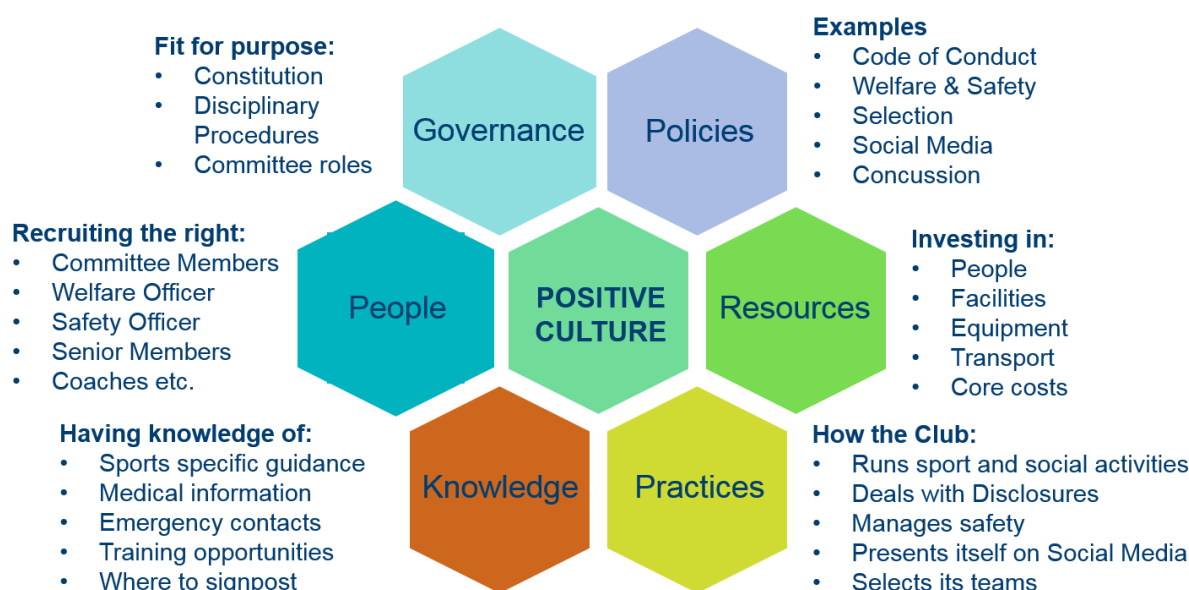 Fit for purpose:
• Constitution
• Disciplinary
Procedures
• Committee roles
Governance
Policies
Examples
• Code of Conduct
• Welfare & Safety
• Selection
• Social Media
• Concussion
Recruiting the right:
• Committee Members
• Welfare Officer
• Safety Officer
• Senior Members
• Coaches etc.
People
POSITIVE
CULTURE
Resources
Investing in:
• People
• Facilities
• Equipment
• Transport
• Core costs
Having knowledge of:
• Sports specific guidance
• Medical information
• Emergency contacts
• Training opportunities
• Where to signpost
Knowledge
Practices
How the Club:
• Runs sport and social activities
• Deals with Disclosures
• Manages safety
• Presents itself on Social Media
• Selects its teams